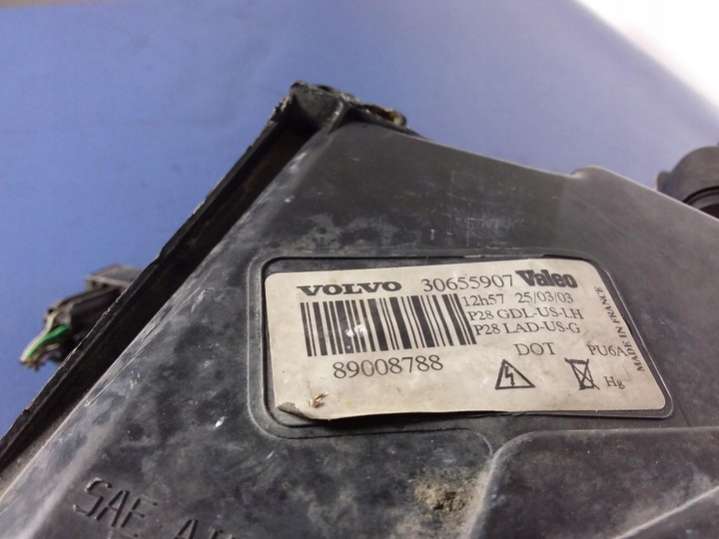 VOLVO 30655907 Valeo
12h57 25/03/03
P28 GDL-US-LH
P28 LAD-US-G
89008788
DOT PU6A
Hg
MADE IN FRANCE
SAE